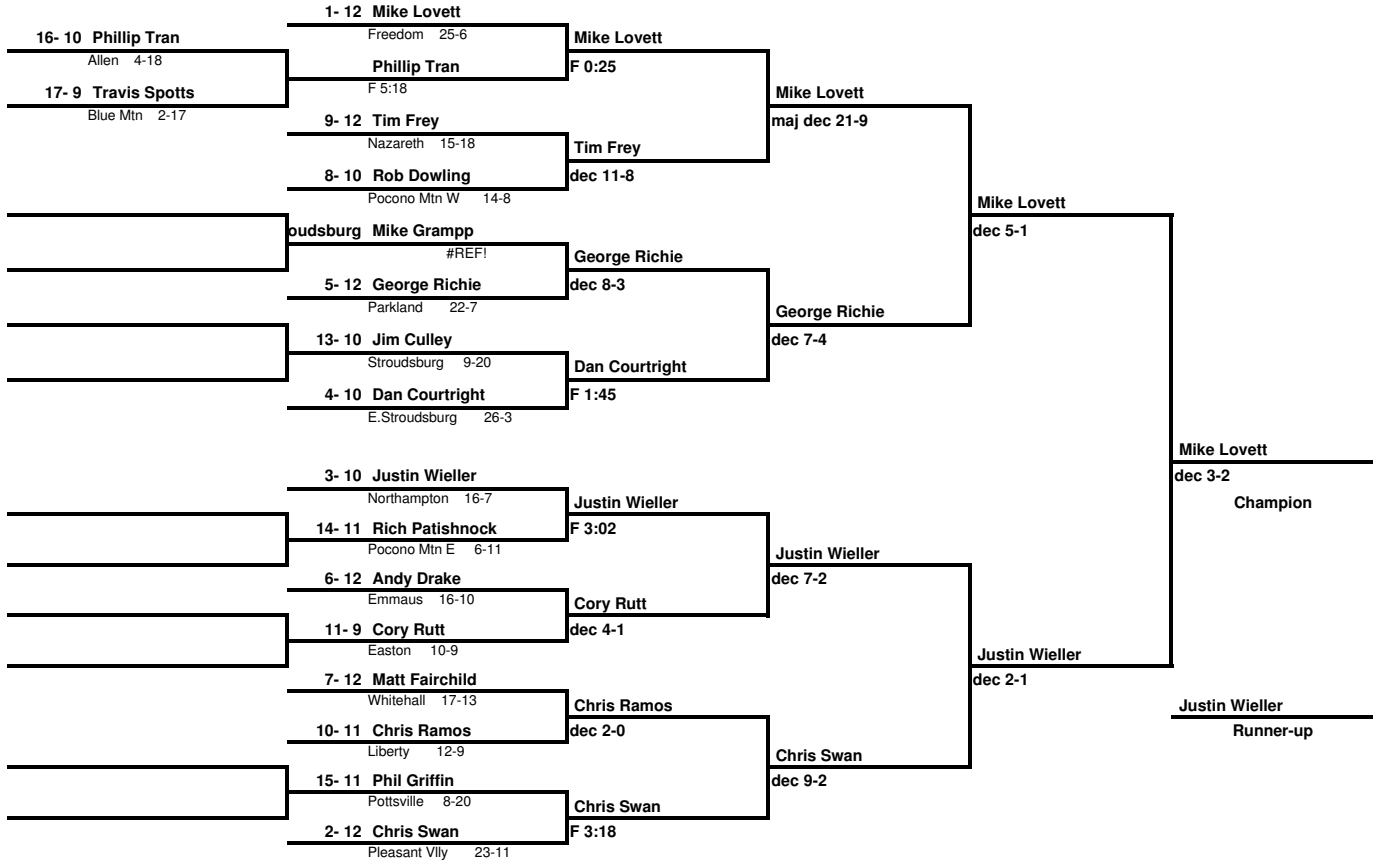 1- 12 Mike Lovett
Freedom 25-6
16- 10 Phillip Tran
Allen 4-18
Mike Lovett
F 0:25
Phillip Tran
F 5:18
17- 9 Travis Spotts
Blue Mtn 2-17
Mike Lovett
maj dec 21-9
9- 12 Tim Frey
Nazareth 15-18
Tim Frey
dec 11-8
8- 10 Rob Dowling
Pocono Mtn W 14-8
Mike Lovett
dec 5-1
oudsburg Mike Grampp
#REF!
George Richie
dec 8-3
5- 12 George Richie
Parkland 22-7
George Richie
dec 7-4
13- 10 Jim Culley
Stroudsburg 9-20
Dan Courtright
F 1:45
4- 10 Dan Courtright
E.Stroudsburg 26-3
Mike Lovett
dec 3-2
Champion
3- 10 Justin Wieller
Northampton 16-7
Justin Wieller
F 3:02
14- 11 Rich Patishnock
Pocono Mtn E 6-11
Justin Wieller
dec 7-2
6- 12 Andy Drake
Emmaus 16-10
Cory Rutt
dec 4-1
11- 9 Cory Rutt
Easton 10-9
Justin Wieller
dec 2-1
7- 12 Matt Fairchild
Whitehall 17-13
Chris Ramos
dec 2-0
Justin Wieller
Runner-up
10- 11 Chris Ramos
Liberty 12-9
Chris Swan
dec 9-2
15- 11 Phil Griffin
Pottsville 8-20
Chris Swan
F 3:18
2- 12 Chris Swan
Pleasant Vlly 23-11